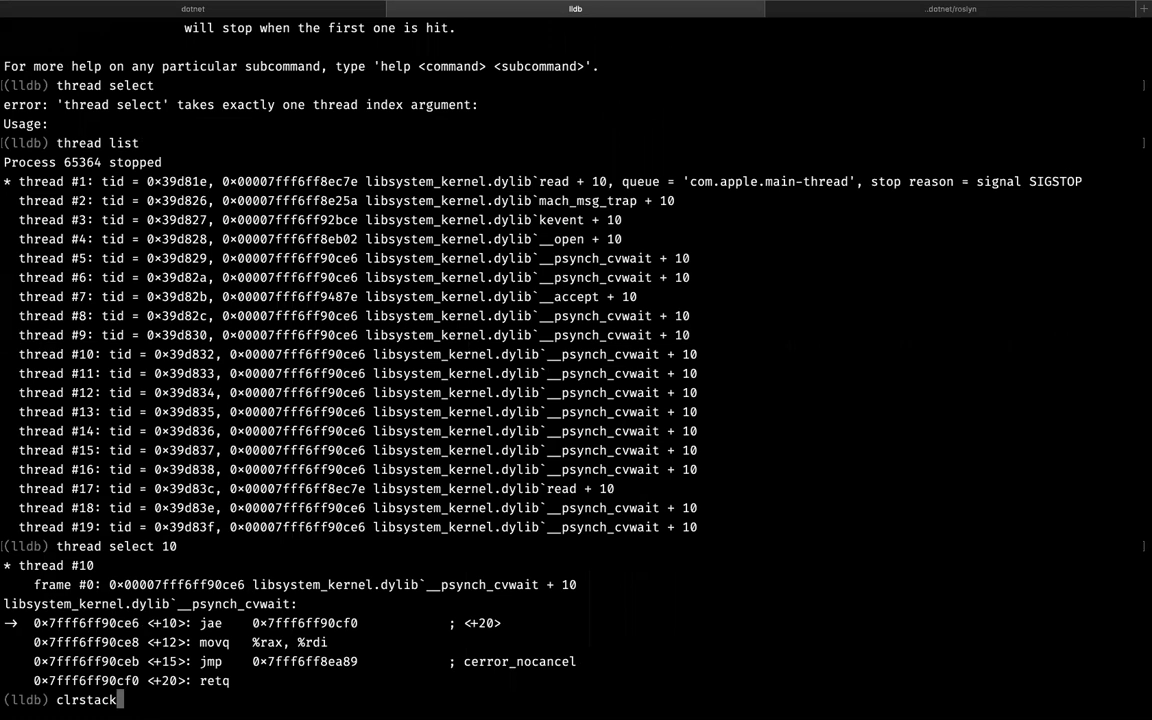 dotnet
lldb
..dotnet/roslyn
will stop when the first one is hit.
For more help on any particular subcommand, type 'help <command> <subcommand>'.
(lldb) thread select
error: 'thread select' takes exactly one thread index argument:
Usage:
(lldb) thread list
Process 65364 stopped
* thread #1: tid = 0x39d81e, 0x00007fff6ff8ec7e libsystem_kernel.dylib`read + 10, queue = 'com.apple.main-thread', stop reason = signal SIGSTOP
thread #2: tid = 0x39d826, 0x00007fff6ff8e25a libsystem_kernel.dylib`mach_msg_trap + 10
thread #3: tid = 0x39d827, 0x00007fff6ff92bce libsystem_kernel.dylib`kevent + 10
thread #4: tid = 0x39d828, 0x00007fff6ff8eb02 libsystem_kernel.dylib`__open + 10
thread #5: tid = 0x39d829, 0x00007fff6ff90ce6 libsystem_kernel.dylib`__psynch_cvwait + 10
thread #6: tid = 0x39d82a, 0x00007fff6ff90ce6 libsystem_kernel.dylib`__psynch_cvwait + 10
thread #7: tid = 0x39d82b, 0x00007fff6ff9487e libsystem_kernel.dylib`__accept + 10
thread #8: tid = 0x39d82c, 0x00007fff6ff90ce6 libsystem_kernel.dylib`__psynch_cvwait + 10
thread #9: tid = 0x39d830, 0x00007fff6ff90ce6 libsystem_kernel.dylib`__psynch_cvwait + 10
thread #10: tid = 0x39d832, 0x00007fff6ff90ce6 libsystem_kernel.dylib`__psynch_cvwait + 10
thread #11: tid = 0x39d833, 0x00007fff6ff90ce6 libsystem_kernel.dylib`__psynch_cvwait + 10
thread #12: tid = 0x39d834, 0x00007fff6ff90ce6 libsystem_kernel.dylib`__psynch_cvwait + 10
thread #13: tid = 0x39d835, 0x00007fff6ff90ce6 libsystem_kernel.dylib`__psynch_cvwait + 10
thread #14: tid = 0x39d836, 0x00007fff6ff90ce6 libsystem_kernel.dylib`__psynch_cvwait + 10
thread #15: tid = 0x39d837, 0x00007fff6ff90ce6 libsystem_kernel.dylib`__psynch_cvwait + 10
thread #16: tid = 0x39d838, 0x00007fff6ff90ce6 libsystem_kernel.dylib`__psynch_cvwait + 10
thread #17: tid = 0x39d83c, 0x00007fff6ff8ec7e libsystem_kernel.dylib`read + 10
thread #18: tid = 0x39d83e, 0x00007fff6ff90ce6 libsystem_kernel.dylib`__psynch_cvwait + 10
thread #19: tid = 0x39d83f, 0x00007fff6ff90ce6 libsystem_kernel.dylib`__psynch_cvwait + 10
(lldb) thread select 10
* thread #10
frame #0: 0x00007fff6ff90ce6 libsystem_kernel.dylib`__psynch_cvwait + 10
libsystem_kernel.dylib`__psynch_cvwait:
-> 0x7fff6ff90ce6 <+10>: jae 0x7fff6ff90cf0 ; <+20>
0x7fff6ff90ce8 <+12>: movq %rax, %rdi
0x7fff6ff90ceb <+15>: jmp 0x7fff6ff8ea89 ; cerror_nocancel
0x7fff6ff90cf0 <+20>: retq
(lldb) clrstack